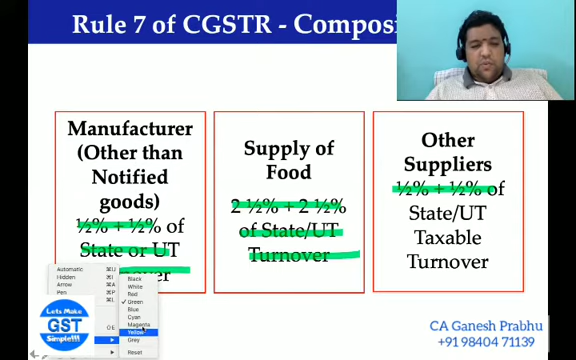 Rule 7 of CGSTR - Composi
Manufacturer
(Other than
Notified
goods)
½% + ½% of
State or UT
over
Supply of
Food
2 ½% + 2 ½%
of State/UT
Turnover
Other
Suppliers
½% + ½% of
State/UT
Taxable
Turnover
Automatic ⌘U
Hidden ⌘I
Arrow ⌘A
Pen
Black
White
Red
✓ Green
Blue
Cyan
Magenta
Yellow
Grey
Reset
Lets Make
GST
Simple!!!
CA Ganesh Prabhu
+91 98400 71139